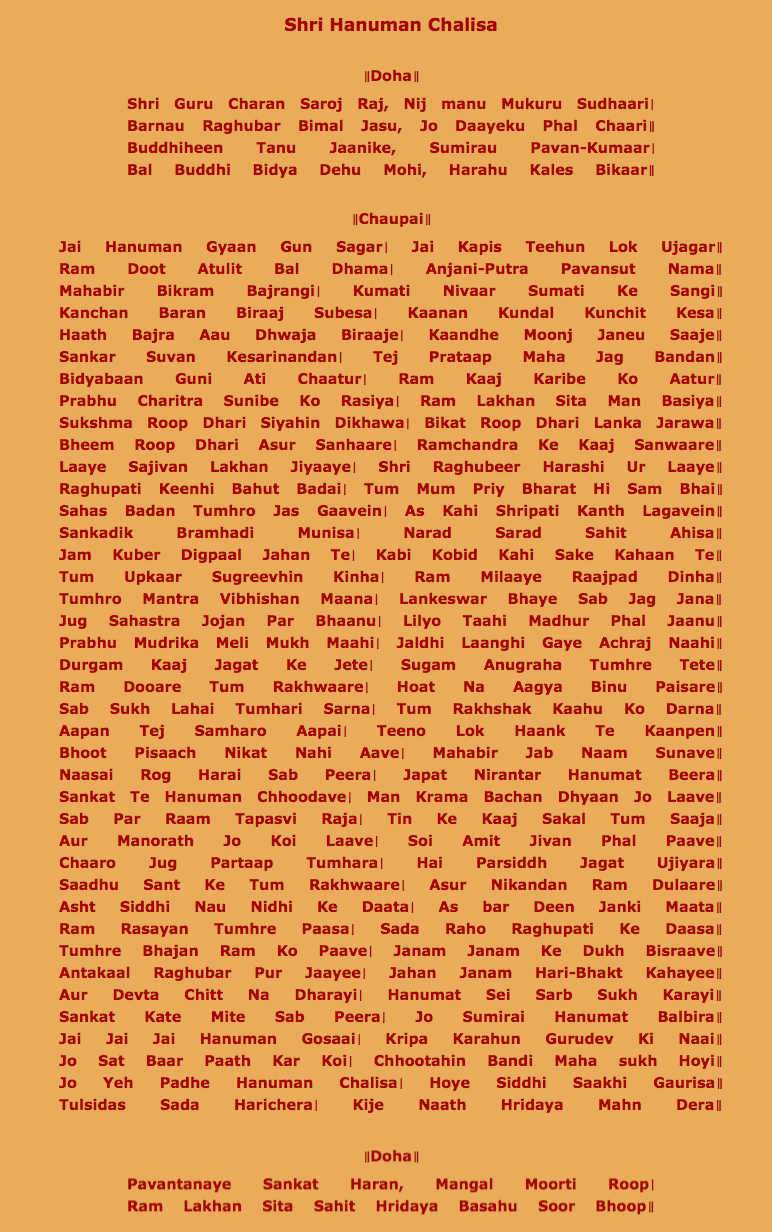 Shri Hanuman Chalisa
॥Doha॥
Shri Guru Charan Saroj Raj, Nij manu Mukuru Sudhaari।
Barnau Raghubar Bimal Jasu, Jo Daayeku Phal Chaari॥
Buddhiheen Tanu Jaanike, Sumirau Pavan-Kumaar।
Bal Buddhi Bidya Dehu Mohi, Harahu Kales Bikaar॥
॥Chaupai॥
Jai Hanuman Gyaan Gun Sagar। Jai Kapis Teehun Lok Ujagar॥
Ram Doot Atulit Bal Dhama। Anjani-Putra Pavansut Nama॥
Mahabir Bikram Bajrangi। Kumati Nivaar Sumati Ke Sangi॥
Kanchan Baran Biraaj Subesa। Kaanan Kundal Kunchit Kesa॥
Haath Bajra Aau Dhwaja Biraaje। Kaandhe Moonj Janeu Saaje॥
Sankar Suvan Kesarinandan। Tej Prataap Maha Jag Bandan॥
Bidyabaan Guni Ati Chaatur। Ram Kaaj Karibe Ko Aatur॥
Prabhu Charitra Sunibe Ko Rasiya। Ram Lakhan Sita Man Basiya॥
Sukshma Roop Dhari Siyahin Dikhawa। Bikat Roop Dhari Lanka Jarawa॥
Bheem Roop Dhari Asur Sanhaare। Ramchandra Ke Kaaj Sanwaare॥
Laaye Sajivan Lakhan Jiyaaye। Shri Raghubeer Harashi Ur Laaye॥
Raghupati Keenhi Bahut Badai। Tum Mum Priy Bharat Hi Sam Bhai॥
Sahas Badan Tumhro Jas Gaavein। As Kahi Shripati Kanth Lagavein॥
Sankadik Bramhadi Munisa। Narad Sarad Sahit Ahisa॥
Jam Kuber Digpaal Jahan Te। Kabi Kobid Kahi Sake Kahaan Te॥
Tum Upkaar Sugreevhin Kinha। Ram Milaaye Raajpad Dinha॥
Tumhro Mantra Vibhishan Maana। Lankeswar Bhaye Sab Jag Jana॥
Jug Sahastra Jojan Par Bhaanu। Lilyo Taahi Madhur Phal Jaanu॥
Prabhu Mudrika Meli Mukh Maahi। Jaldhi Laanghi Gaye Achraj Naahi॥
Durgam Kaaj Jagat Ke Jete। Sugam Anugraha Tumhre Tete॥
Ram Dooare Tum Rakhwaare। Hoat Na Aagya Binu Paisare॥
Sab Sukh Lahai Tumhari Sarna। Tum Rakhshak Kaahu Ko Darna॥
Aapan Tej Samharo Aapai। Teeno Lok Haank Te Kaanpen॥
Bhoot Pisaach Nikat Nahi Aave। Mahabir Jab Naam Sunave॥
Naasai Rog Harai Sab Peera। Japat Nirantar Hanumat Beera॥
Sankat Te Hanuman Chhoodave। Man Krama Bachan Dhyaan Jo Laave॥
Sab Par Raam Tapasvi Raja। Tin Ke Kaaj Sakal Tum Saaja॥
Aur Manorath Jo Koi Laave। Soi Amit Jivan Phal Paave॥
Chaaro Jug Partaap Tumhara। Hai Parsiddh Jagat Ujiyara॥
Saadhu Sant Ke Tum Rakhwaare। Asur Nikandan Ram Dulaare॥
Asht Siddhi Nau Nidhi Ke Daata। As bar Deen Janki Maata॥
Ram Rasayan Tumhre Paasa। Sada Raho Raghupati Ke Daasa॥
Tumhre Bhajan Ram Ko Paave। Janam Janam Ke Dukh Bisraave॥
Antakaal Raghubar Pur Jaayee। Jahan Janam Hari-Bhakt Kahayee॥
Aur Devta Chitt Na Dharayi। Hanumat Sei Sarb Sukh Karayi॥
Sankat Kate Mite Sab Peera। Jo Sumirai Hanumat Balbira॥
Jai Jai Jai Hanuman Gosaai। Kripa Karahun Gurudev Ki Naai॥
Jo Sat Baar Paath Kar Koi। Chhootahin Bandi Maha sukh Hoyi॥
Jo Yeh Padhe Hanuman Chalisa। Hoye Siddhi Saakhi Gaurisa॥
Tulsidas Sada Harichera। Kije Naath Hridaya Mahn Dera॥
॥Doha॥
Pavantanaye Sankat Haran, Mangal Moorti Roop।
Ram Lakhan Sita Sahit Hridaya Basahu Soor Bhoop॥